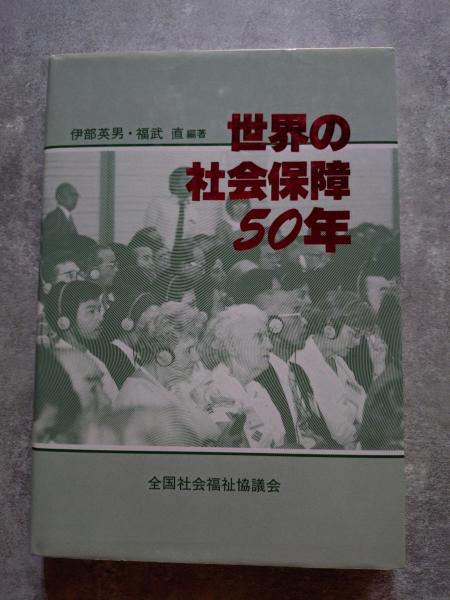 伊部英男・福武 直 編著
世界の
社会保障
50年
全国社会福祉協議会